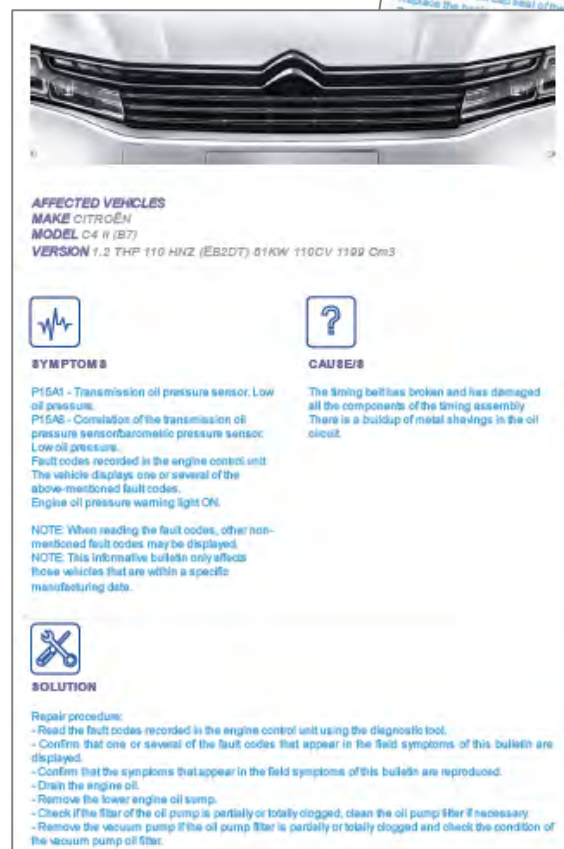 Replace the
seal of the
AFFECTED VEHICLES
MAKE CITROËN
MODEL C4 II (B7)
VERSION 1.2 THP 110 HNZ (EB2DT) 81KW 110CV 1199 Cm3
SYMPTOMS
CAUSE/S
P15A1 - Transmission oil pressure sensor. Low
oil pressure.
P15A8 - Correlation of the transmission oil
pressure sensor/barometric pressure sensor.
Low oil pressure.
Fault codes recorded in the engine control unit
The vehicle displays one or several of the
above-mentioned fault codes.
Engine oil pressure warning light ON.
NOTE: When reading the fault codes, other non-
mentioned fault codes may be displayed.
NOTE: This informative bulletin only affects
those vehicles that are within a specific
manufacturing date.
The timing belt has broken and has damaged
all the components of the timing assembly
There is a buildup of metal shavings in the oil
circuit.
SOLUTION
Repair procedure:
- Read the fault codes recorded in the engine control unit using the diagnostic tool.
- Confirm that one or several of the fault codes that appear in the field symptoms of this bulletin are
displayed.
- Confirm that the symptoms that appear in the field symptoms of this bulletin are reproduced.
- Drain the engine oil.
- Remove the lower engine oil sump.
- Check if the filter of the oil pump is partially or totally clogged, clean the oil pump filter if necessary.
- Remove the vacuum pump if the oil pump filter is partially or totally clogged and check the condition of
the vacuum pump oil filter.